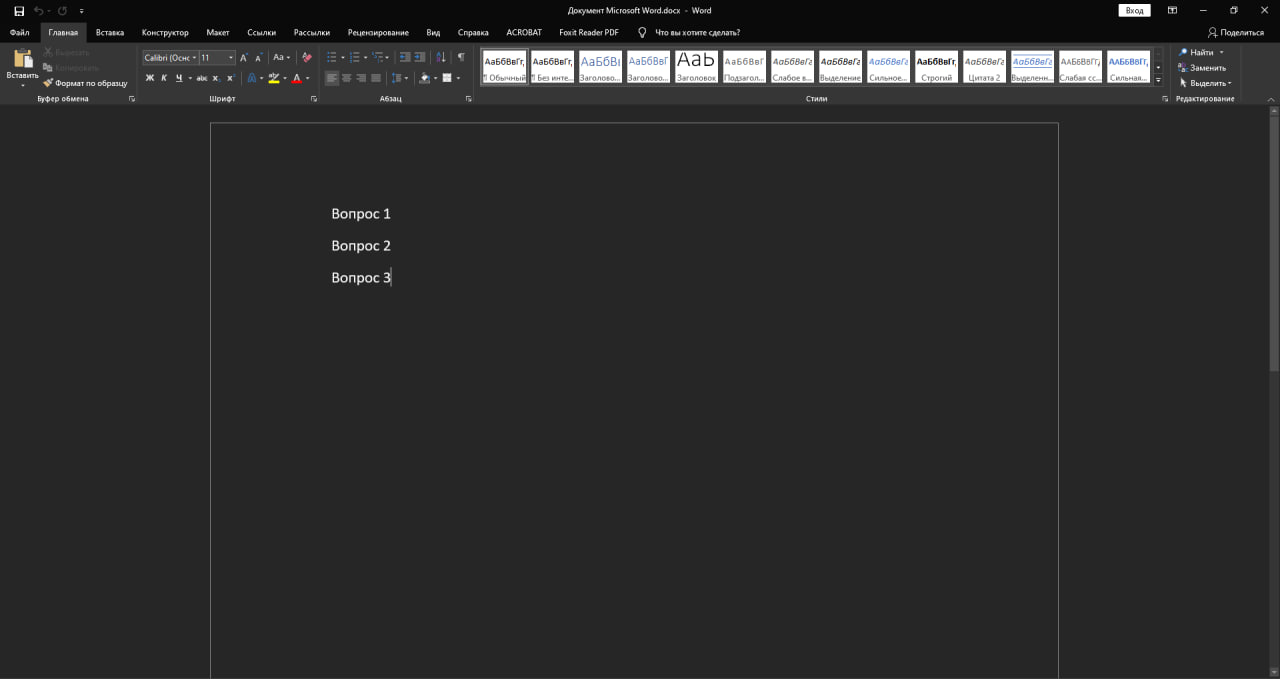 Документ Microsoft Word.docx - Word
Вход
Файл Главная Вставка Конструктор Макет Ссылки Рассылки Рецензирование Вид Справка ACROBAT Foxit Reader PDF Что вы хотите сделать? Поделиться
Вставить
Вырезать
Копировать
Формат по образцу
Буфер обмена
Calibri (Оснс 11
Aa
Ж К Ч abc X, X'
Шрифт
Абзац
АаБбВвГг, АаБбВвГг, АаБбВı АаБбВвГ АаЬ АаБбВвГ АаБбВвГг АаБбВвГг АаБбВвГг АаБбВвГг, АаБбВвГг АаБбВвГг ААББВВГГ, ААББВВГГ,
¶ Обычный ¶ Без инте... Заголово... Заголово... Заголовок Подзагол... Слабое в... Выделение Сильное... Строгий Цитата 2 Выделенн... Слабая сс... Сильная...
Стили
Найти
Заменить
Выделить
Редактирование
Вопрос 1
Вопрос 2
Вопрос 3